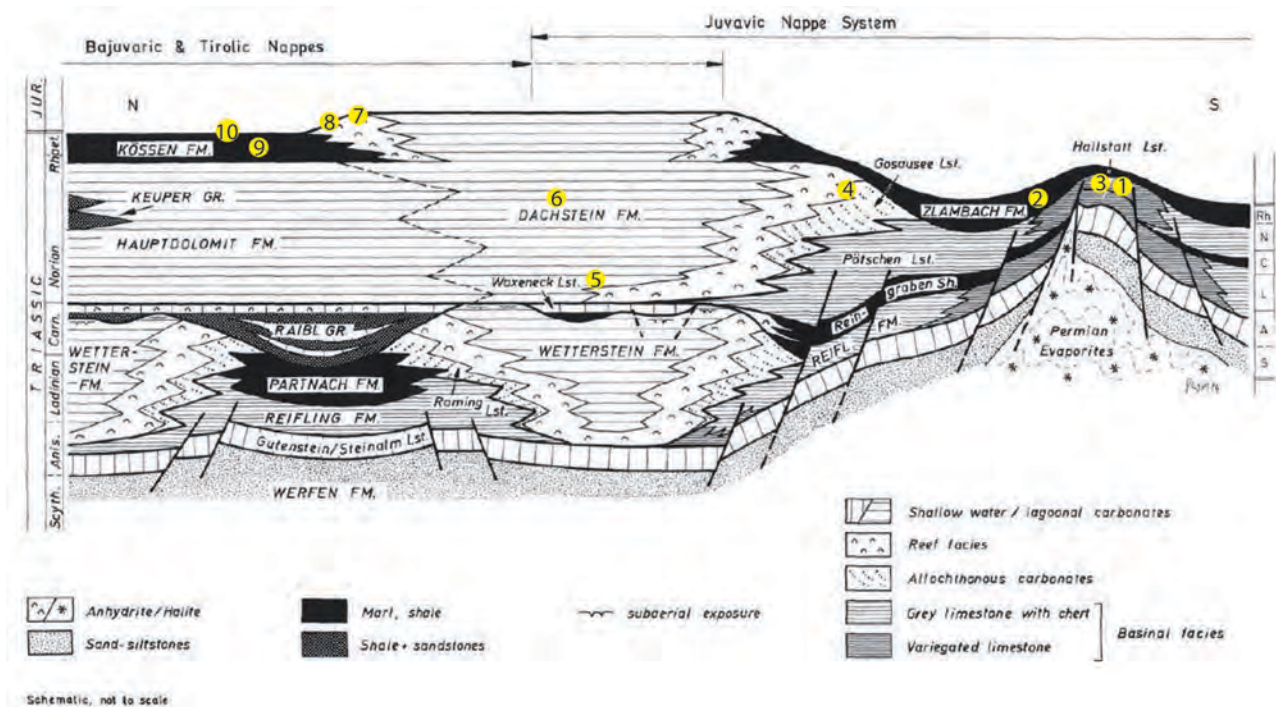 Juvavic Nappe System
Bajuvaric & Tirolic Nappes
JUR.
N
S
10
8
7
KÖSSEN FM.
9
Rhaet.
Hallstatt Lst.
Gosausee Lst.
KEUPER GR.
6
DACHSTEIN FM.
4
2
3
1
ZLAMBACH FM.
Rh
HAUPTDOLOMIT FM.
Norian
Pötschen Lst.
N
Waxeneck Lst.
5
C
graben Sh.
L
TRIASSIC
Carn.
RAIBL GR.
Rein-
WETTER-
STEIN
FM.
WETTERSTEIN FM.
FM.
A
Permian
Evaporites
Ladinian
PARTNACH FM.
REIFL.
S
Raming
Lst.
REIFLING FM.
Anis.
Gutenstein/Steinalm Lst.
Scyth.
WERFEN FM.
Shallow water / lagoonal carbonates
Reef facies
Allochthonous carbonates
Anhydrite/Halite
Marl, shale
subaerial exposure
Grey limestone with chert
Basinal facies
Sand-siltstones
Shale + sandstones
Variegated limestone
Schematic, not to scale